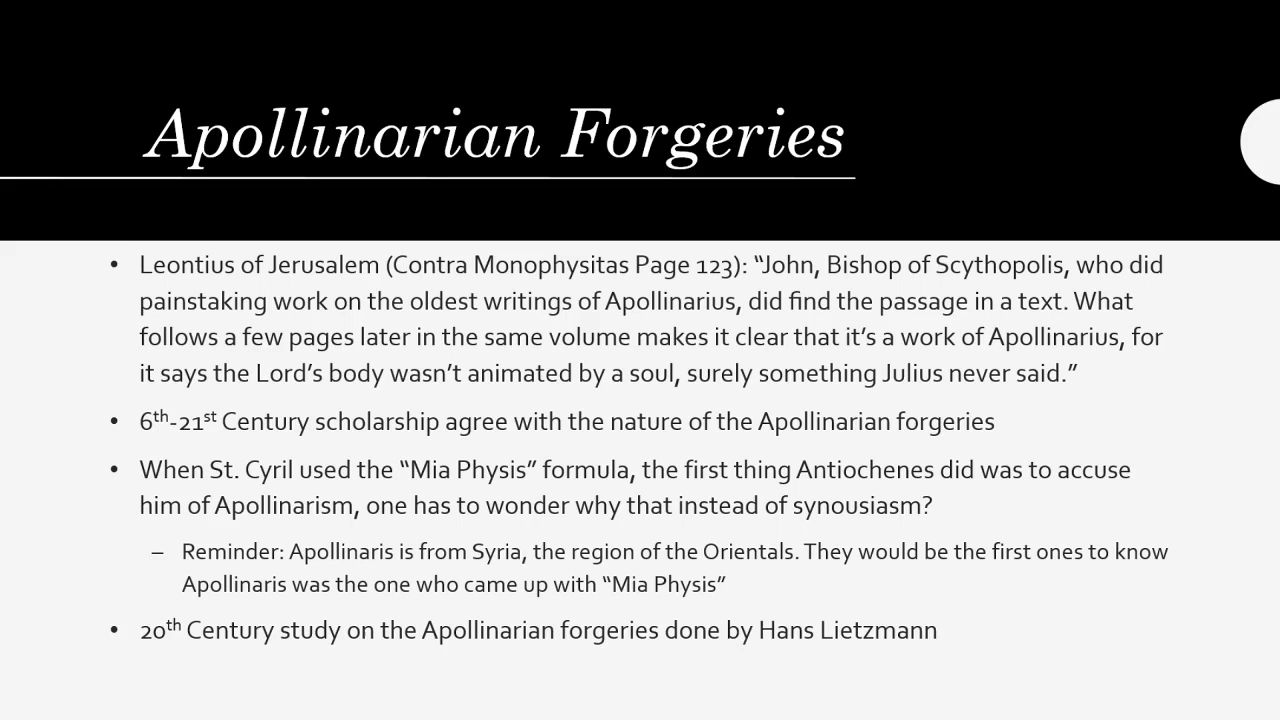 Apollinarian Forgeries
• Leontius of Jerusalem (Contra Monophysitas Page 123): “John, Bishop of Scythopolis, who did
painstaking work on the oldest writings of Apollinarius, did find the passage in a text. What
follows a few pages later in the same volume makes it clear that it’s a work of Apollinarius, for
it says the Lord’s body wasn’t animated by a soul, surely something Julius never said.”
• 6th-21st Century scholarship agree with the nature of the Apollinarian forgeries
• When St. Cyril used the “Mia Physis” formula, the first thing Antiochenes did was to accuse
him of Apollinarism, one has to wonder why that instead of synousiasm?
– Reminder: Apollinaris is from Syria, the region of the Orientals. They would be the first ones to know
Apollinaris was the one who came up with “Mia Physis”
• 20th Century study on the Apollinarian forgeries done by Hans Lietzmann